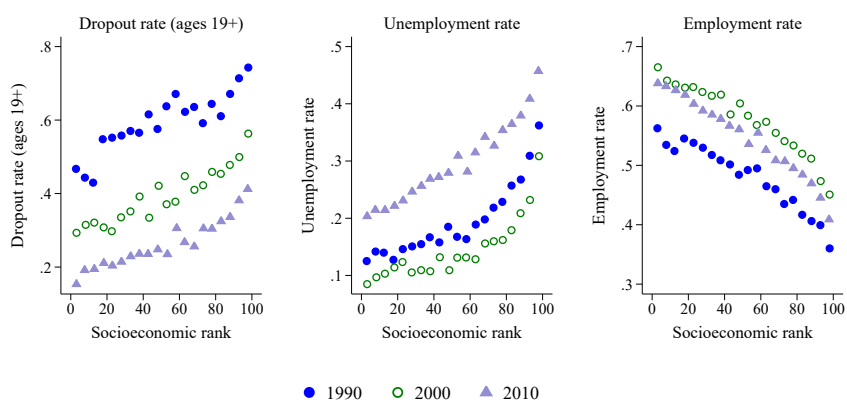 Dropout rate (ages 19+)
Dropout rate (ages 19+)
.8
.6
.4
.2
0 20 40 60 80 100
Socioeconomic rank
Unemployment rate
Unemployment rate
.5
.4
.3
.2
.1
0 20 40 60 80 100
Socioeconomic rank
Employment rate
Employment rate
.7
.6
.5
.4
.3
0 20 40 60 80 100
Socioeconomic rank
1990 2000 2010